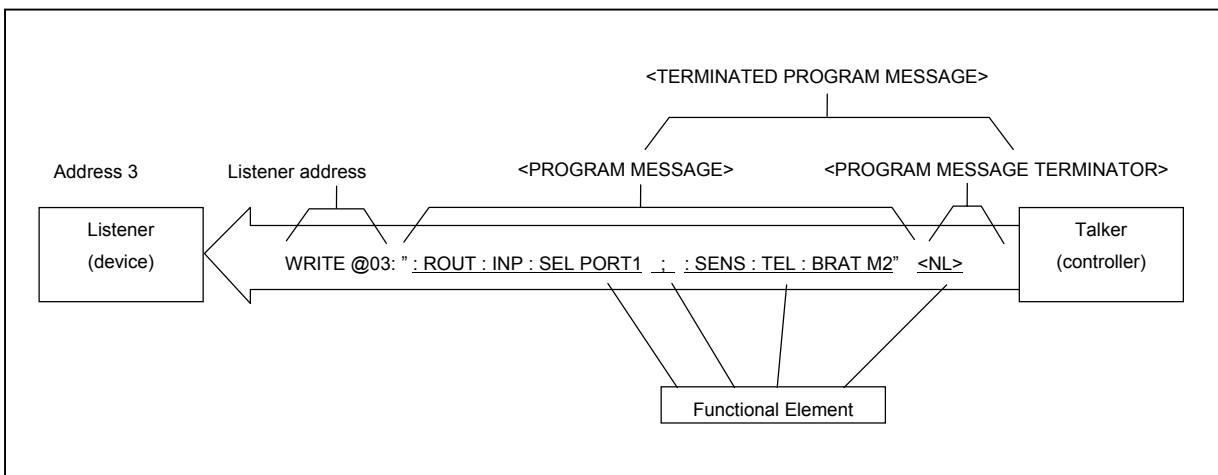 <TERMINATED PROGRAM MESSAGE>
Address 3
Listener address
<PROGRAM MESSAGE>
<PROGRAM MESSAGE TERMINATOR>
Listener
(device)
WRITE @03: ” : ROUT : INP : SEL PORT1 ; : SENS : TEL : BRAT M2” <NL>
Talker
(controller)
Functional Element